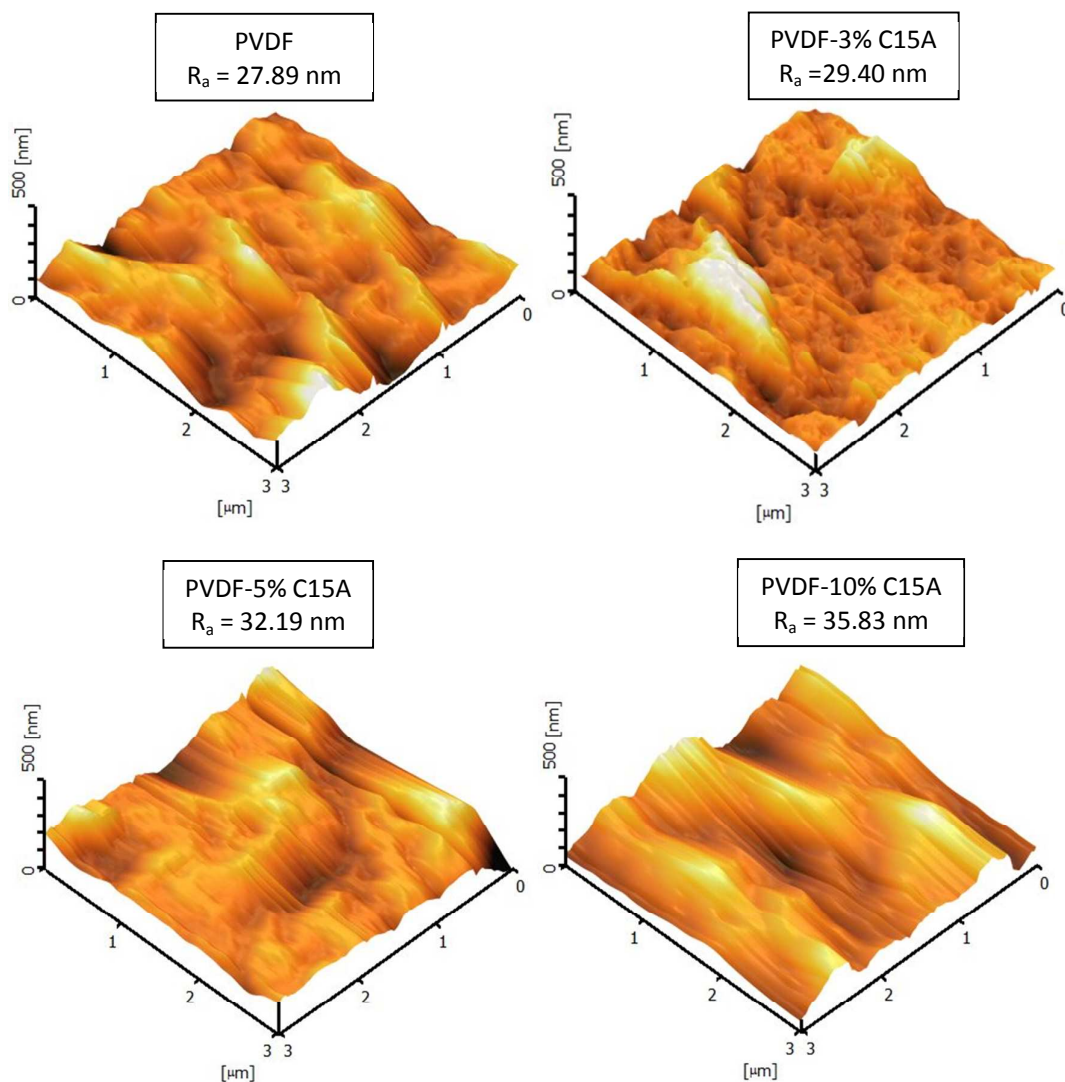 PVDF
Rₐ = 27.89 nm
PVDF-3% C15A
Rₐ =29.40 nm
500 [nm]
0
1
2
3 3
2
1
0
[μm]
500 [nm]
0
1
2
3 3
2
1
0
[μm]
PVDF-5% C15A
Rₐ = 32.19 nm
PVDF-10% C15A
Rₐ = 35.83 nm
500 [nm]
0
1
2
3 3
2
1
0
[μm]
500 [nm]
0
1
2
3 3
2
1
0
[μm]